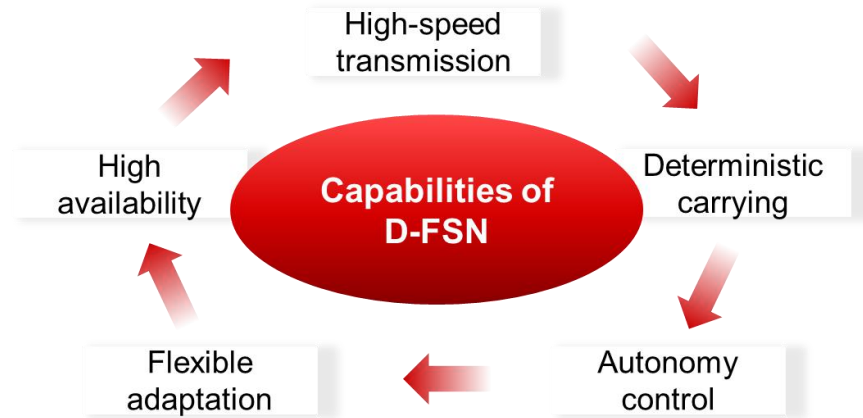 High-speed
transmission
High
availability
Capabilities of
D-FSN
Deterministic
carrying
Flexible
adaptation
Autonomy
control